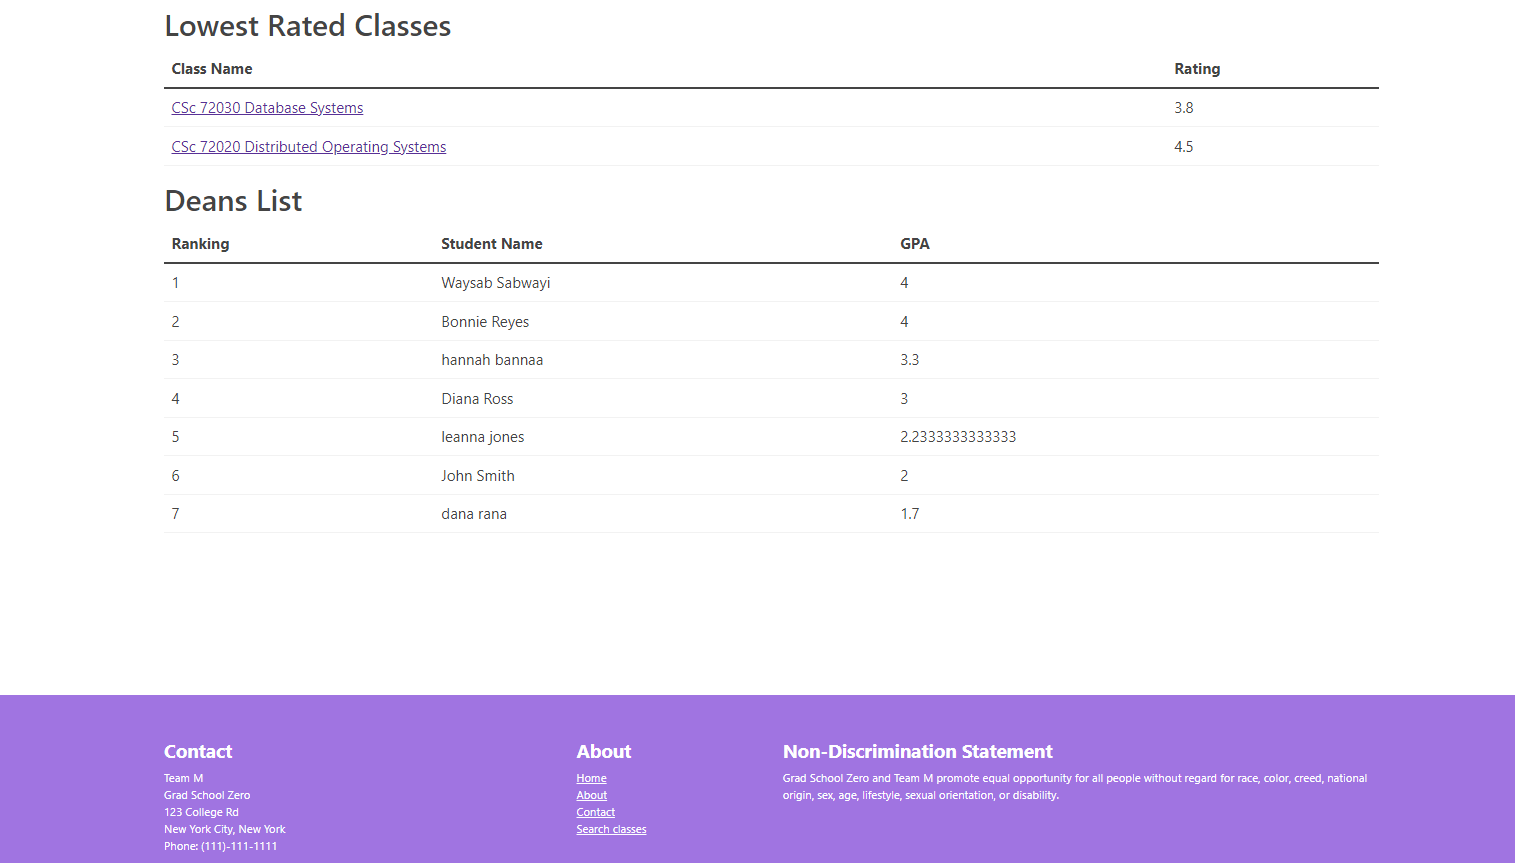 Lowest Rated Classes
Class Name Rating
CSc 72030 Database Systems 3.8
CSc 72020 Distributed Operating Systems 4.5
Deans List
Ranking Student Name GPA
1 Waysab Sabwayi 4
2 Bonnie Reyes 4
3 hannah bannaa 3.3
4 Diana Ross 3
5 leanna jones 2.2333333333333
6 John Smith 2
7 dana rana 1.7
Contact
Team M
Grad School Zero
123 College Rd
New York City, New York
Phone: (111)-111-1111
About
Home
About
Contact
Search classes
Non-Discrimination Statement
Grad School Zero and Team M promote equal opportunity for all people without regard for race, color, creed, national
origin, sex, age, lifestyle, sexual orientation, or disability.